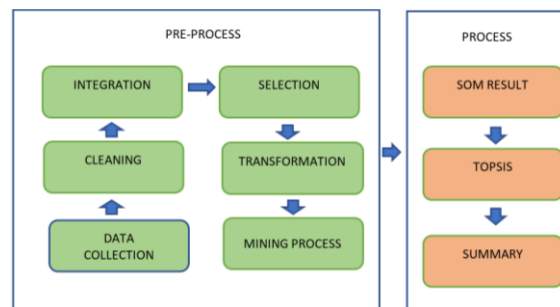 PRE-PROCESS
INTEGRATION
SELECTION
CLEANING
TRANSFORMATION
DATA
COLLECTION
MINING PROCESS
PROCESS
SOM RESULT
TOPSIS
SUMMARY